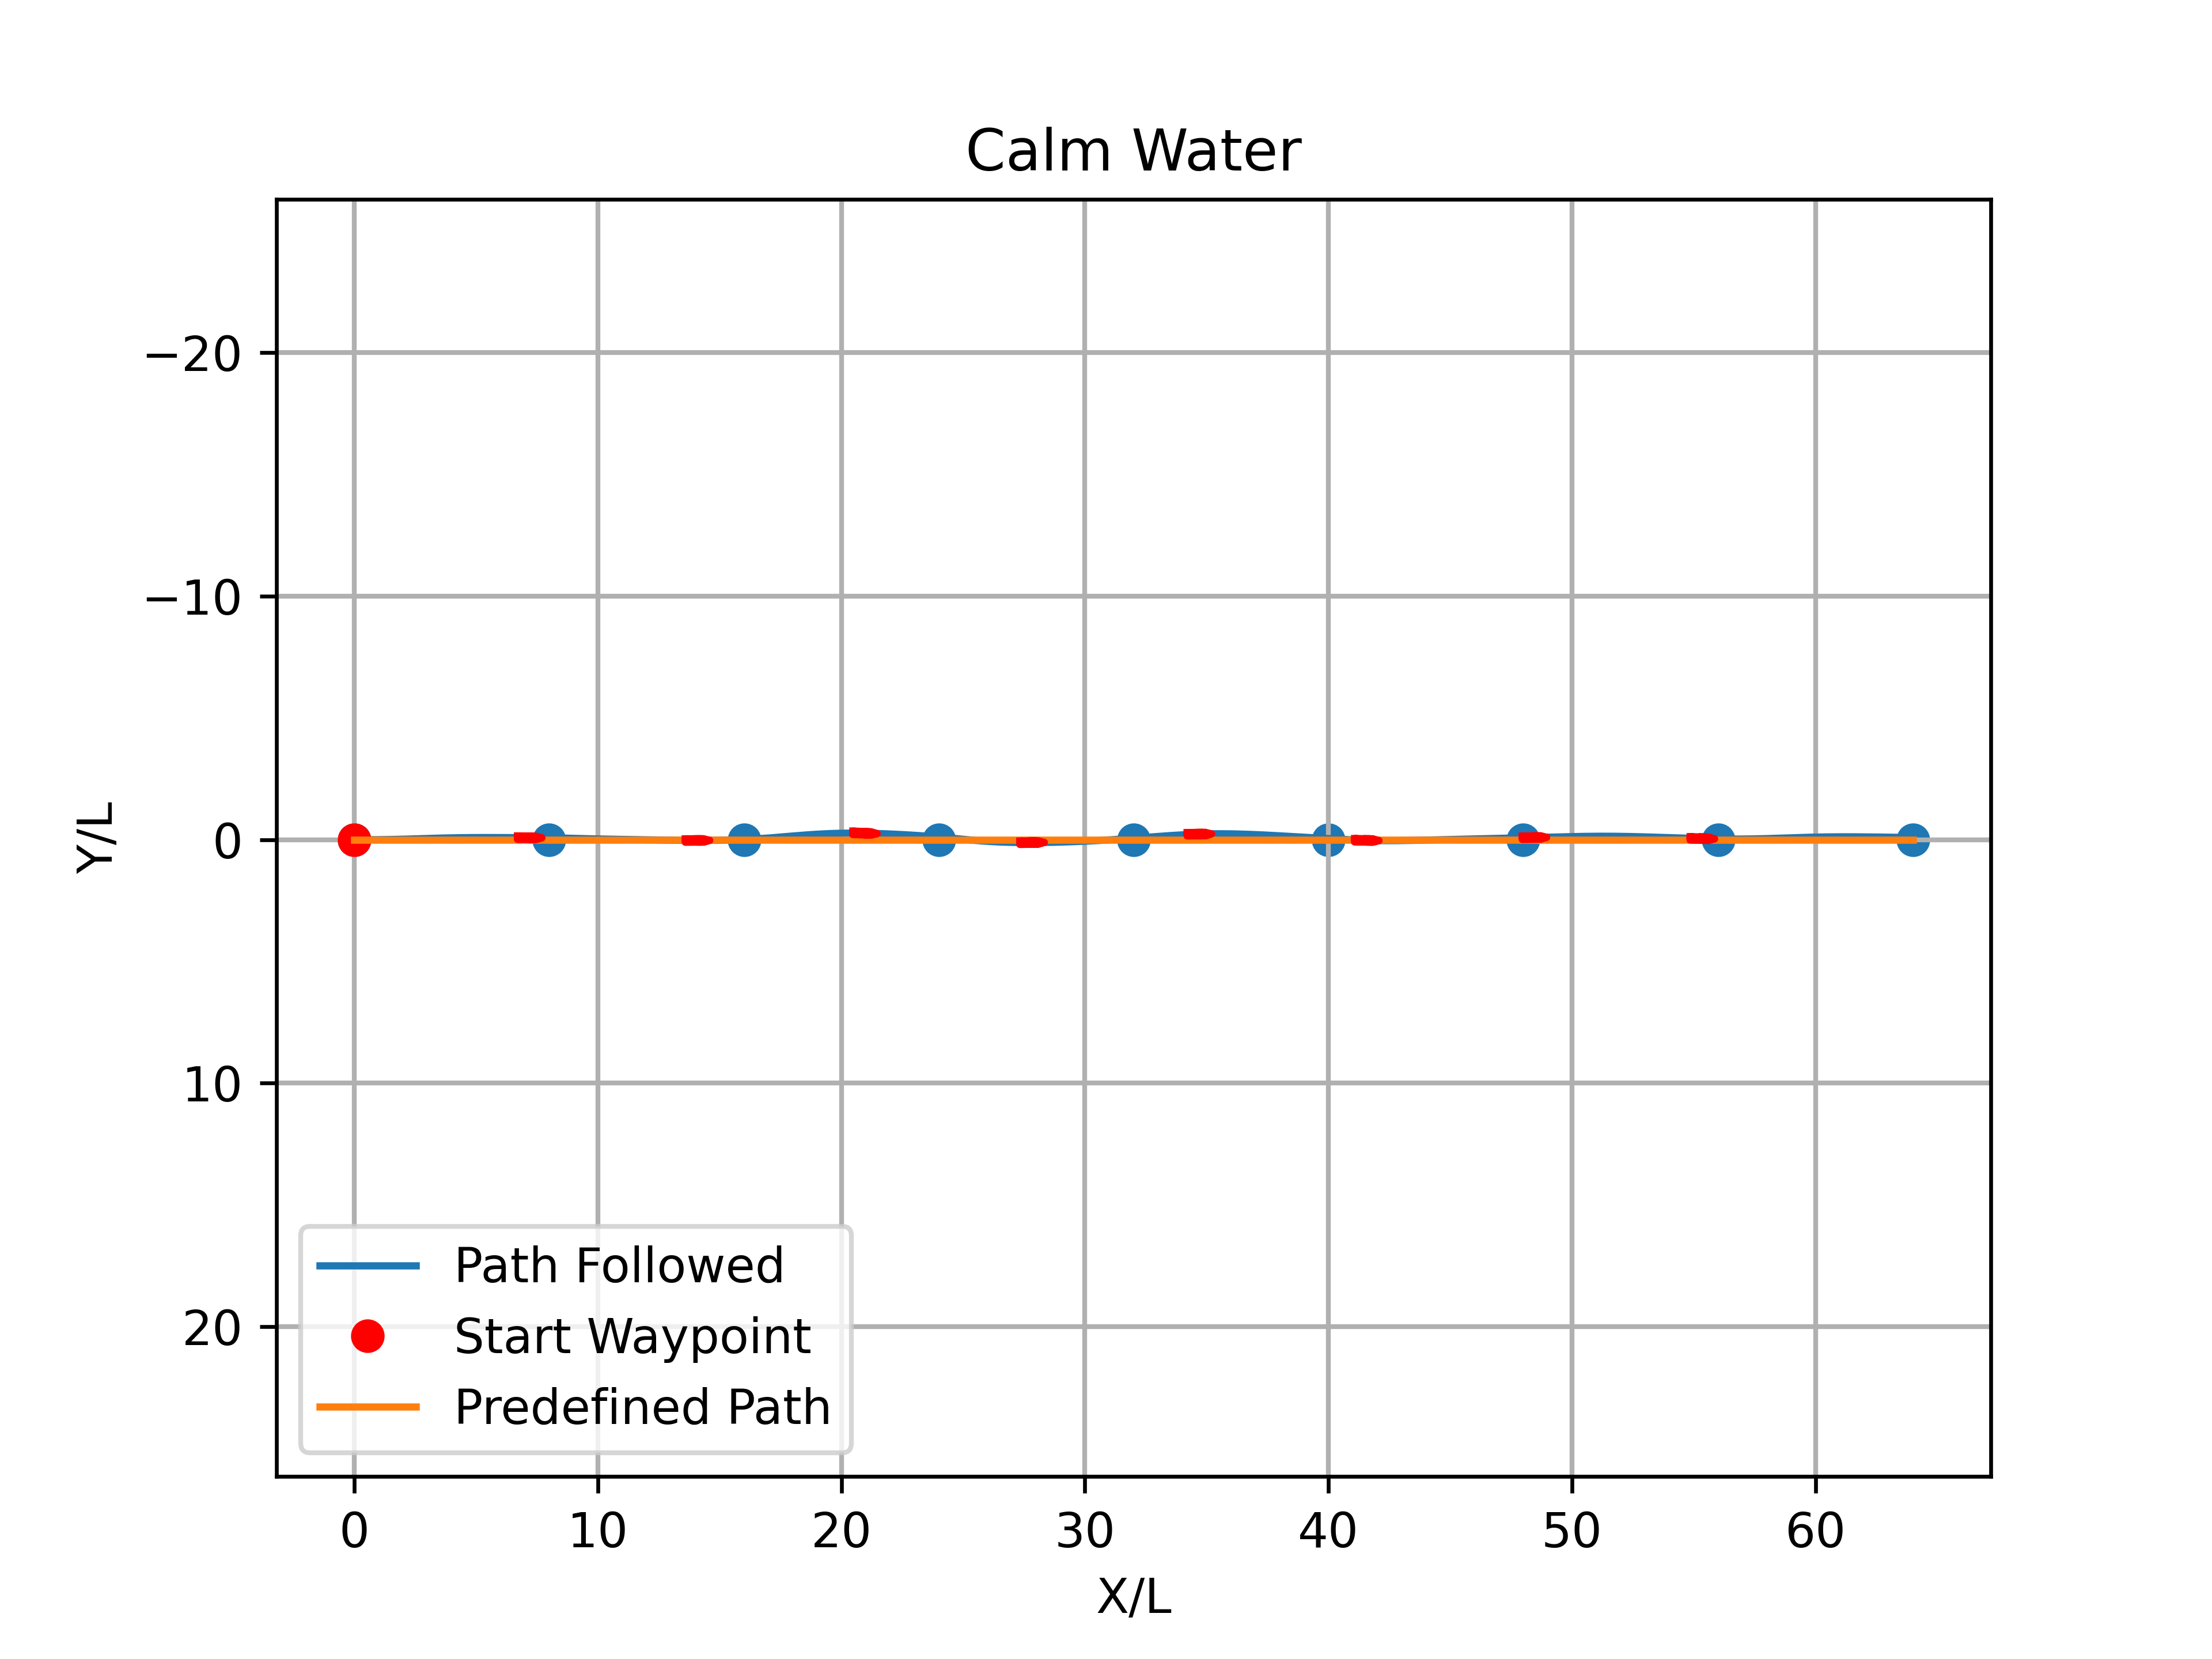 Calm Water
−20
−10
0
10
20
Y/L
Path Followed
Start Waypoint
Predefined Path
0 10 20 30 40 50 60
X/L